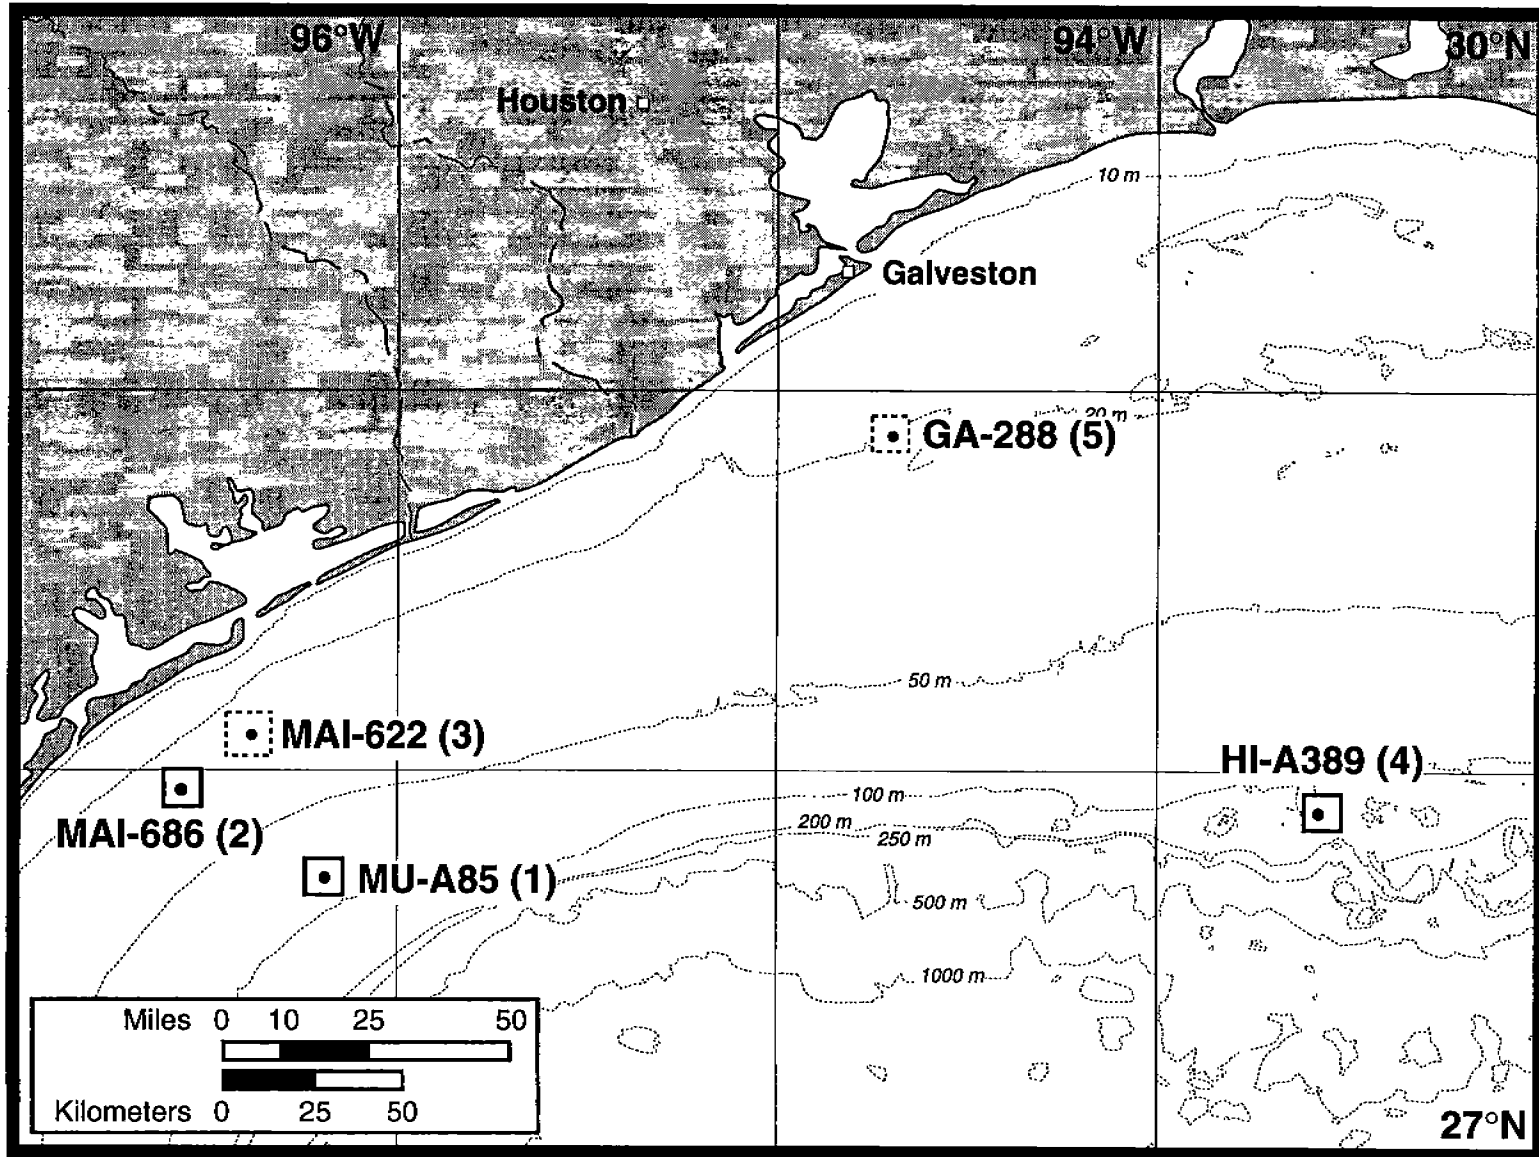 96°W
94°W
30°N
Houston
10 m
Galveston
20 m
GA-288 (5)
50 m
MAI-622 (3)
HI-A389 (4)
MAI-686 (2)
100 m
200 m
250 m
MU-A85 (1)
500 m
1000 m
Miles 0 10 25 50
Kilometers 0 25 50
27°N